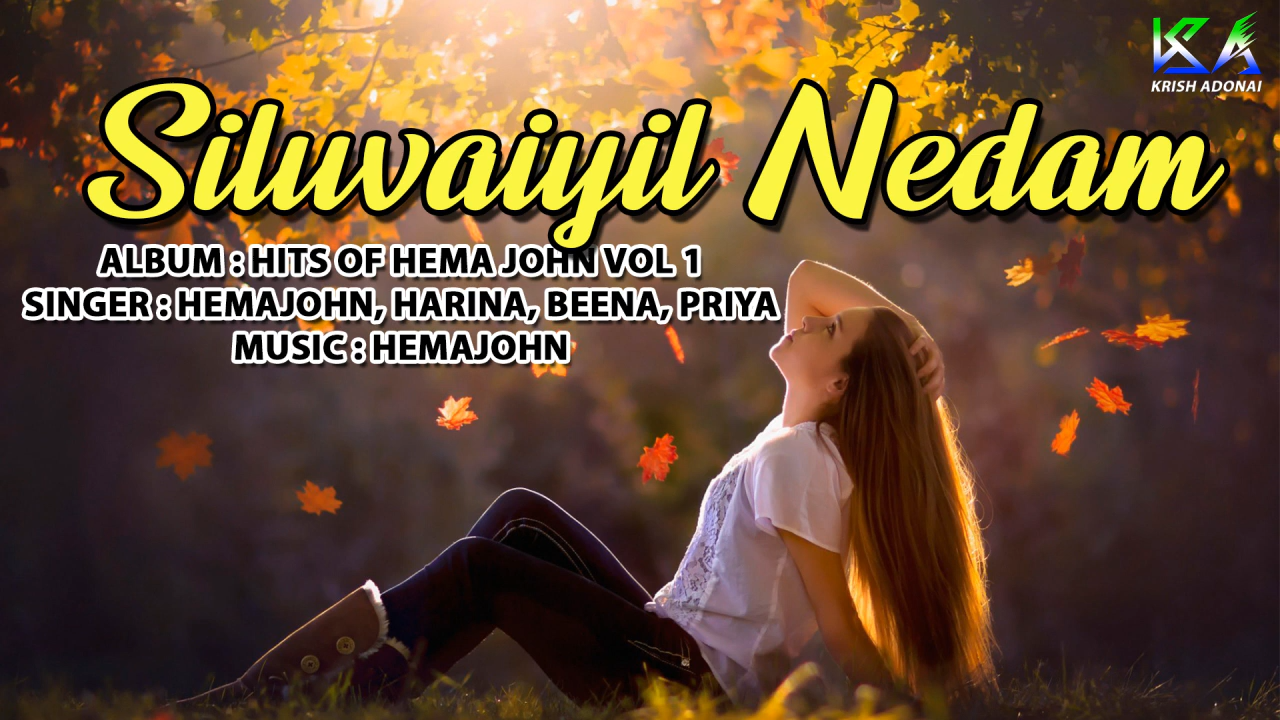 KRISH ADONAI
Siluvaiyil Nedam
ALBUM : HITS OF HEMA JOHN VOL 1
SINGER : HEMAJOHN, HARINA, BEENA, PRIYA
MUSIC : HEMAJOHN